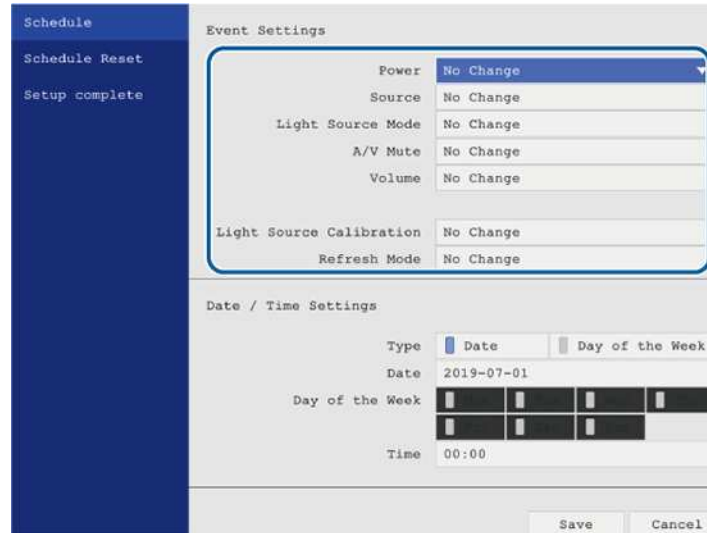 Schedule
Schedule Reset
Setup complete
Event Settings
Power No Change
Source No Change
Light Source Mode No Change
A/V Mute No Change
Volume No Change
Light Source Calibration No Change
Refresh Mode No Change
Date / Time Settings
Type Date Day of the Week
Date 2019-07-01
Day of the Week
Time 00:00
Save Cancel